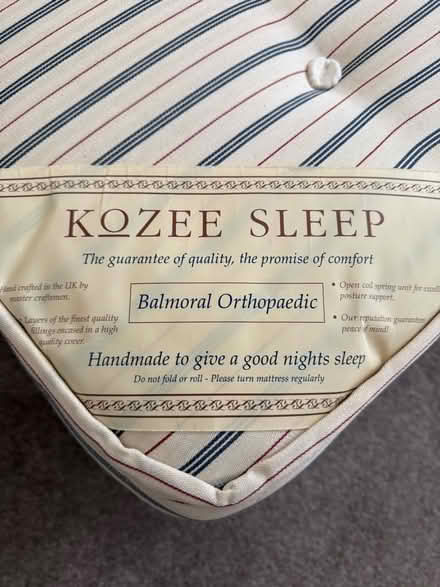 KOZEE SLEEP
The guarantee of quality, the promise of comfort
Hand crafted in the UK by
master craftsmen.
Layers of the finest quality
fillings encased in a high
quality cover.
Balmoral Orthopaedic
• Open coil spring unit for
posture support.
• Our reputation guarantee
peace of mind!
Handmade to give a good nights sleep
Do not fold or roll - Please turn mattress regularly